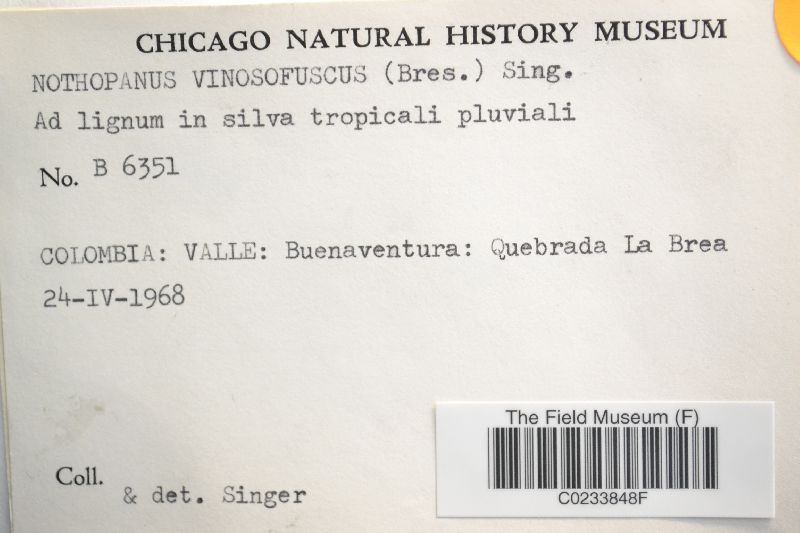 CHICAGO NATURAL HISTORY MUSEUM
NOTHOPANUS VINOSOFUSCUS (Bres.) Sing.
Ad lignum in silva tropicali pluviali
No. B 6351
COLOMBIA: VALLE: Buenaventura: Quebrada La Brea
24-IV-1968
The Field Museum (F)
C0233848F
Coll. & det. Singer